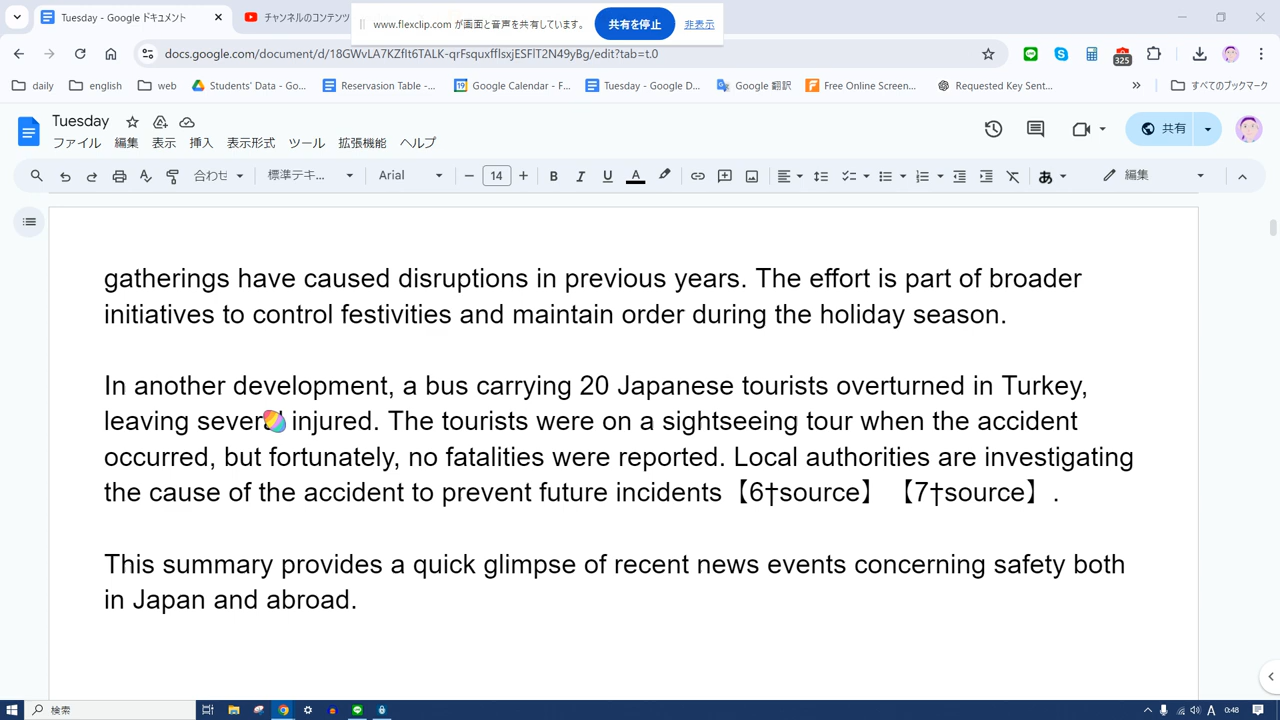 Tuesday - Google ドキュメント
チャンネルのコンテンツ
www.flexclip.com が画面と音声を共有しています。
共有を停止
非表示
docs.google.com/document/d/18GWvLA7KZfIt6TALK-qrFsquxfflsxjESFlT2N49yBg/edit?tab=t.0
325
daily
english
web
Students' Data - Go...
Reservasion Table -...
Google Calendar - F...
Tuesday - Google D...
Google 翻訳
Free Online Screen...
Requested Key Sent...
すべてのブックマーク
Tuesday
ファイル 編集 表示 挿入 表示形式 ツール 拡張機能 ヘルプ
共有
合わせ 標準テキ... Arial 14 編集
gatherings have caused disruptions in previous years. The effort is part of broader
initiatives to control festivities and maintain order during the holiday season.
In another development, a bus carrying 20 Japanese tourists overturned in Turkey,
leaving several injured. The tourists were on a sightseeing tour when the accident
occurred, but fortunately, no fatalities were reported. Local authorities are investigating
the cause of the accident to prevent future incidents【6†source】【7†source】.
This summary provides a quick glimpse of recent news events concerning safety both
in Japan and abroad.
検索
A 0:48